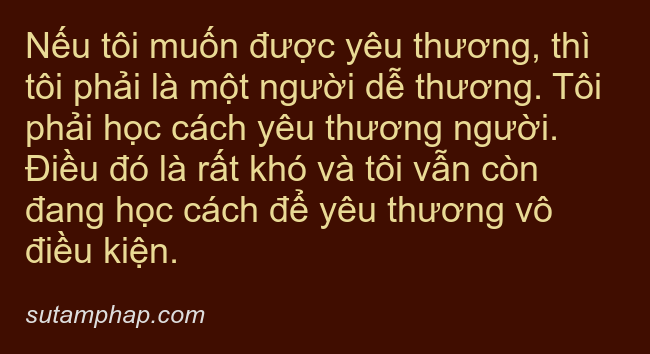 Nếu tôi muốn được yêu thương, thì
tôi phải là một người dễ thương. Tôi
phải học cách yêu thương người.
Điều đó là rất khó và tôi vẫn còn
đang học cách để yêu thương vô
điều kiện.
sutamphap.com